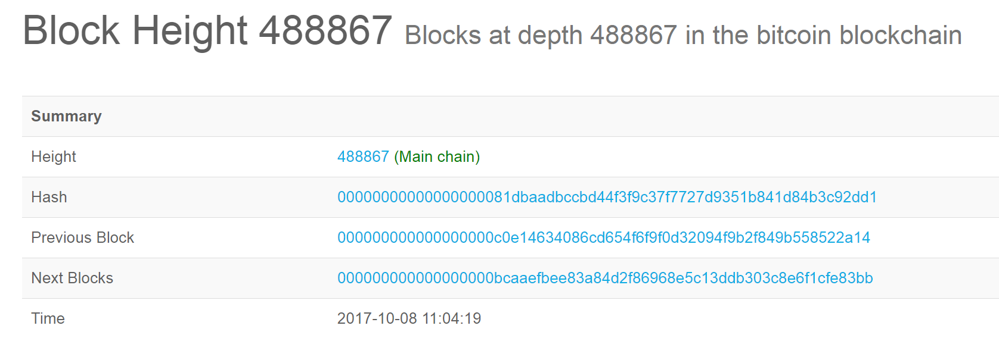 Block Height 488867 Blocks at depth 488867 in the bitcoin blockchain
Summary
Height 488867 (Main chain)
Hash 00000000000000000081dbaadbccbd44f3f9c37f7727d9351b841d84b3c92dd1
Previous Block 000000000000000000c0e14634086cd654f6f9f0d32094f9b2f849b558522a14
Next Blocks 000000000000000000bcaaefbee83a84d2f86968e5c13ddb303c8e6f1cfe83bb
Time 2017-10-08 11:04:19